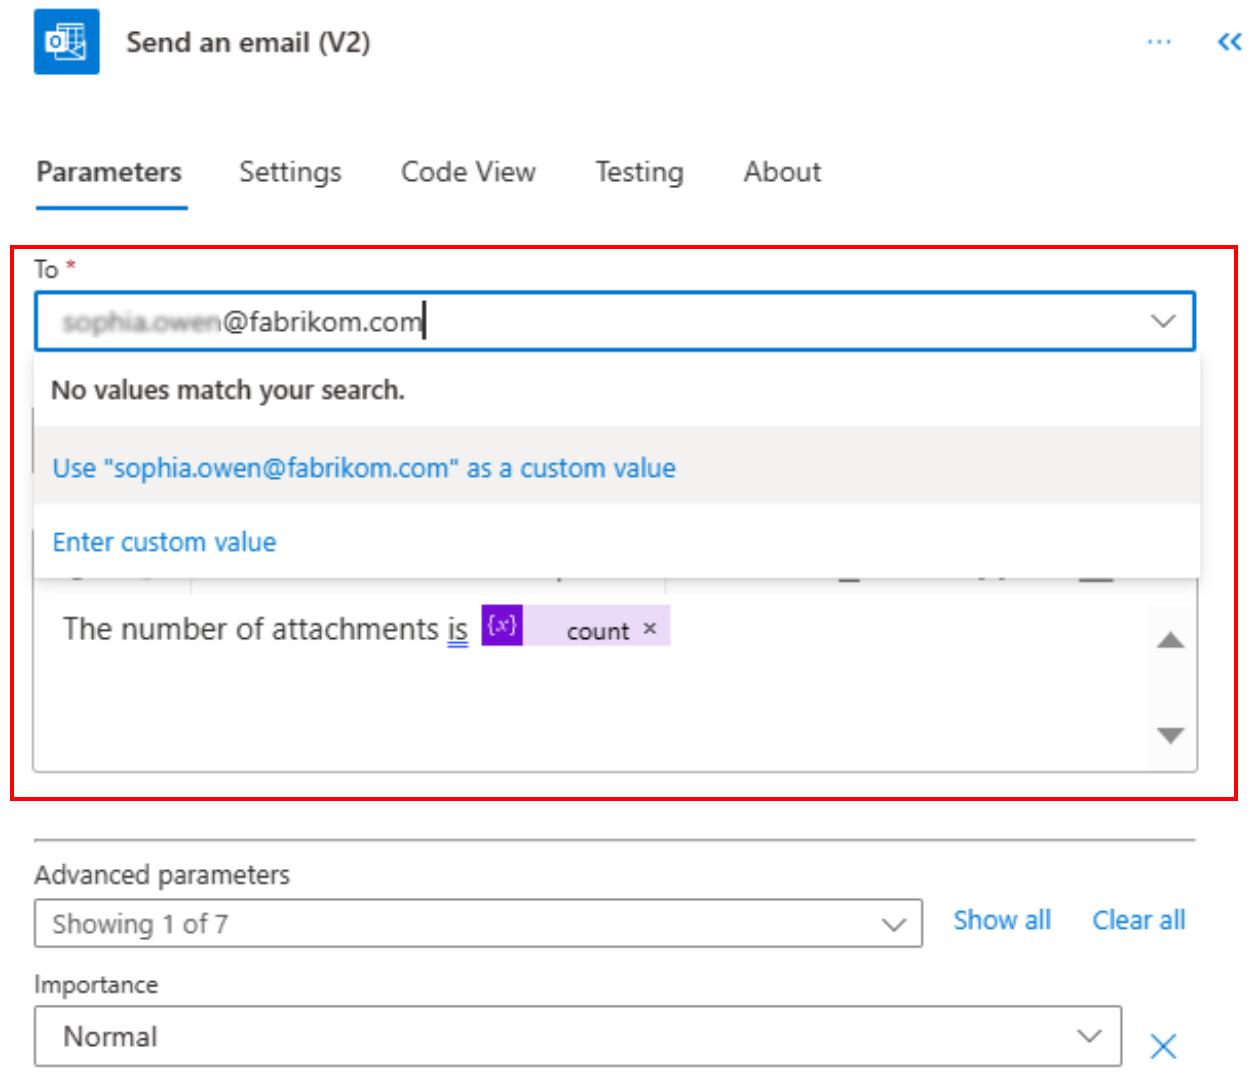 Send an email (V2)
Parameters Settings Code View Testing About
To *
sophia.owen@fabrikom.com
No values match your search.
Use "sophia.owen@fabrikom.com" as a custom value
Enter custom value
The number of attachments is {x} count ×
Advanced parameters
Showing 1 of 7 Show all Clear all
Importance
Normal